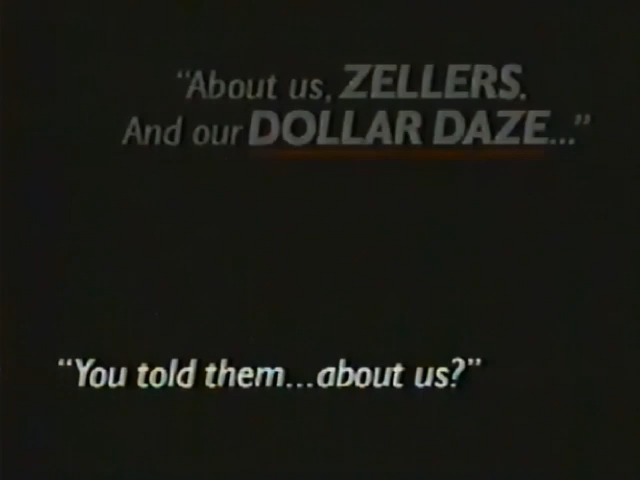 "About us, ZELLERS.
And our DOLLAR DAZE..."
"You told them...about us?"